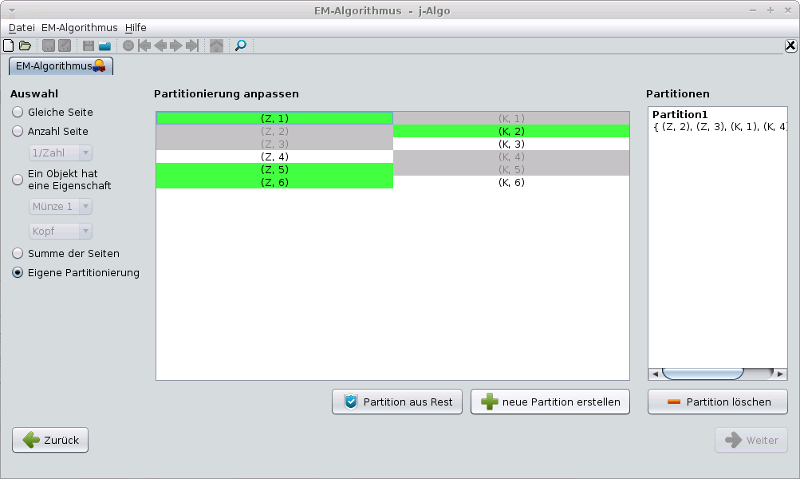 EM-Algorithmus - j-Algo
Datei EM-Algorithmus Hilfe
EM-Algorithmus
Auswahl
Gleiche Seite
Anzahl Seite
1/Zahl
Ein Objekt hat
eine Eigenschaft
Münze 1
Kopf
Summe der Seiten
Eigene Partitionierung
Partitionierung anpassen
(Z, 1) (K, 1)
(Z, 2) (K, 2)
(Z, 3) (K, 3)
(Z, 4) (K, 4)
(Z, 5) (K, 5)
(Z, 6) (K, 6)
Partitionen
Partition1
{ (Z, 2), (Z, 3), (K, 1), (K, 4)
Partition aus Rest
neue Partition erstellen
Partition löschen
Zurück
Weiter